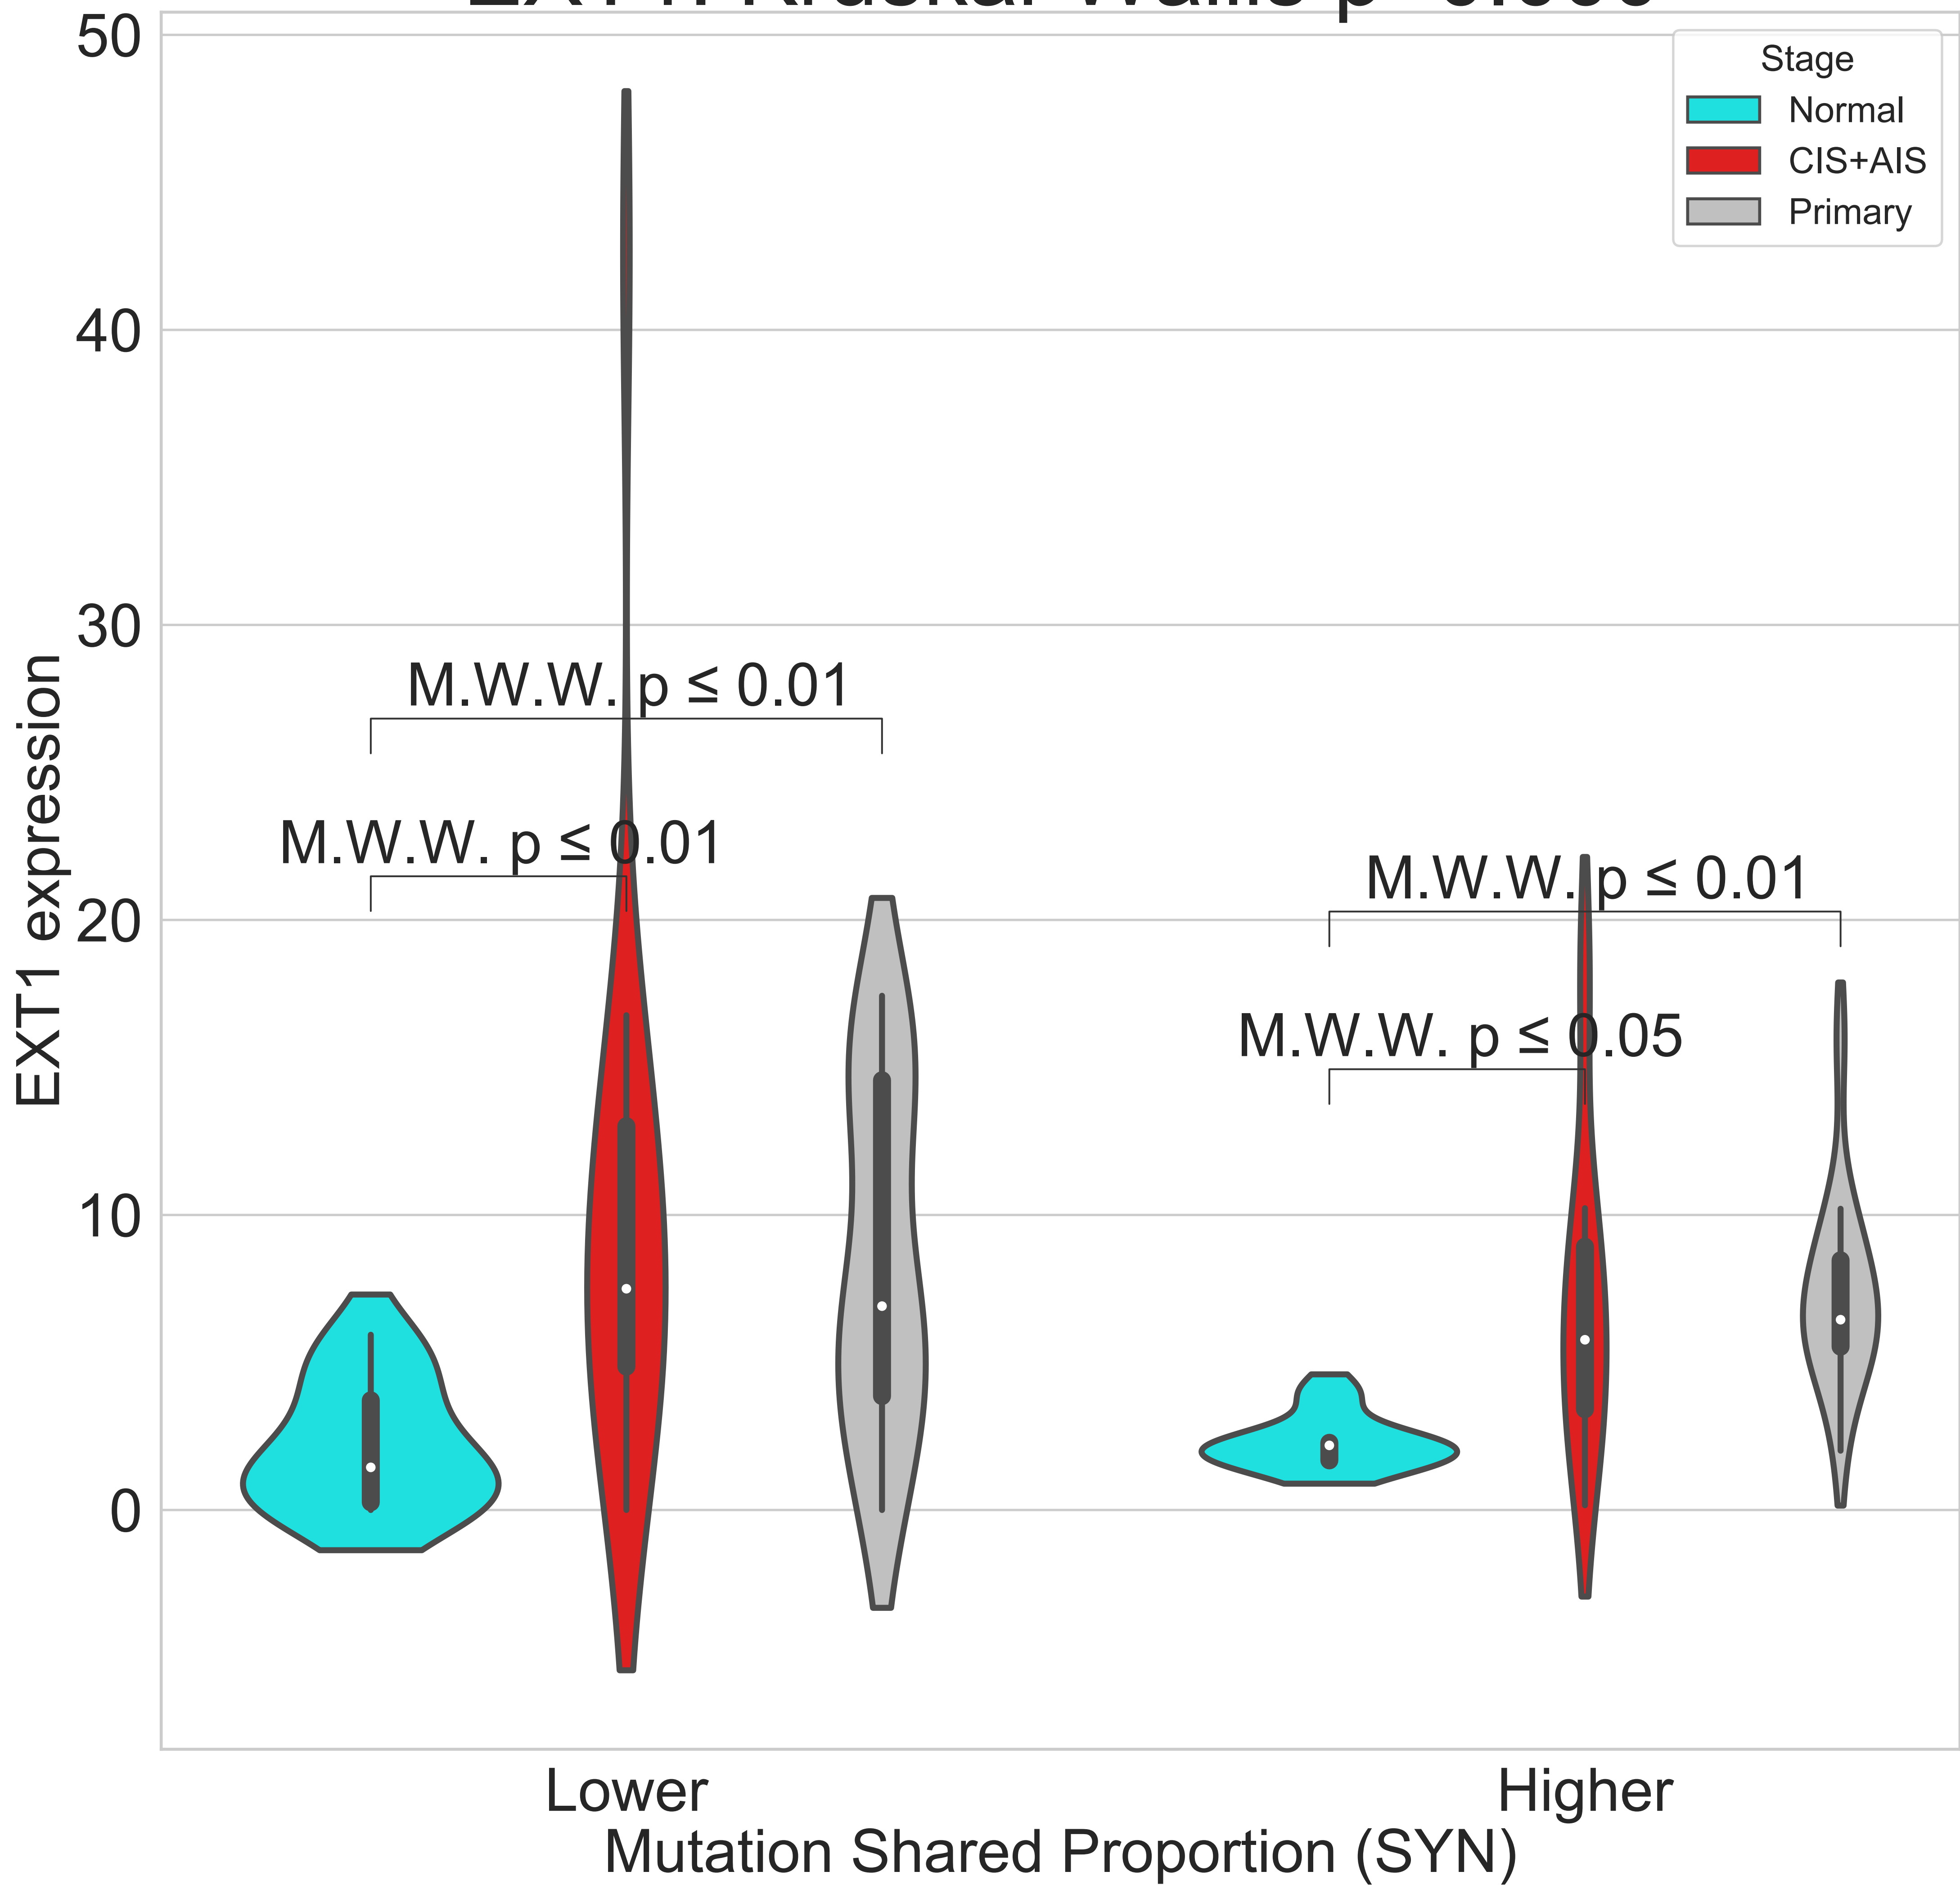 50
Stage
Normal
CIS+AIS
Primary
40
30
M.W.W. p ≤ 0.01
M.W.W. p ≤ 0.01
M.W.W. p ≤ 0.01
20
M.W.W. p ≤ 0.05
EXT1 expression
10
0
Lower
Higher
Mutation Shared Proportion (SYN)